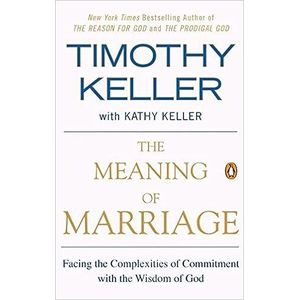 New York Times Bestselling Author of
THE REASON FOR GOD and THE PRODIGAL GOD
TIMOTHY
KELLER
with KATHY KELLER
THE
MEANING
OF
MARRIAGE
Facing the Complexities of Commitment
with the Wisdom of God